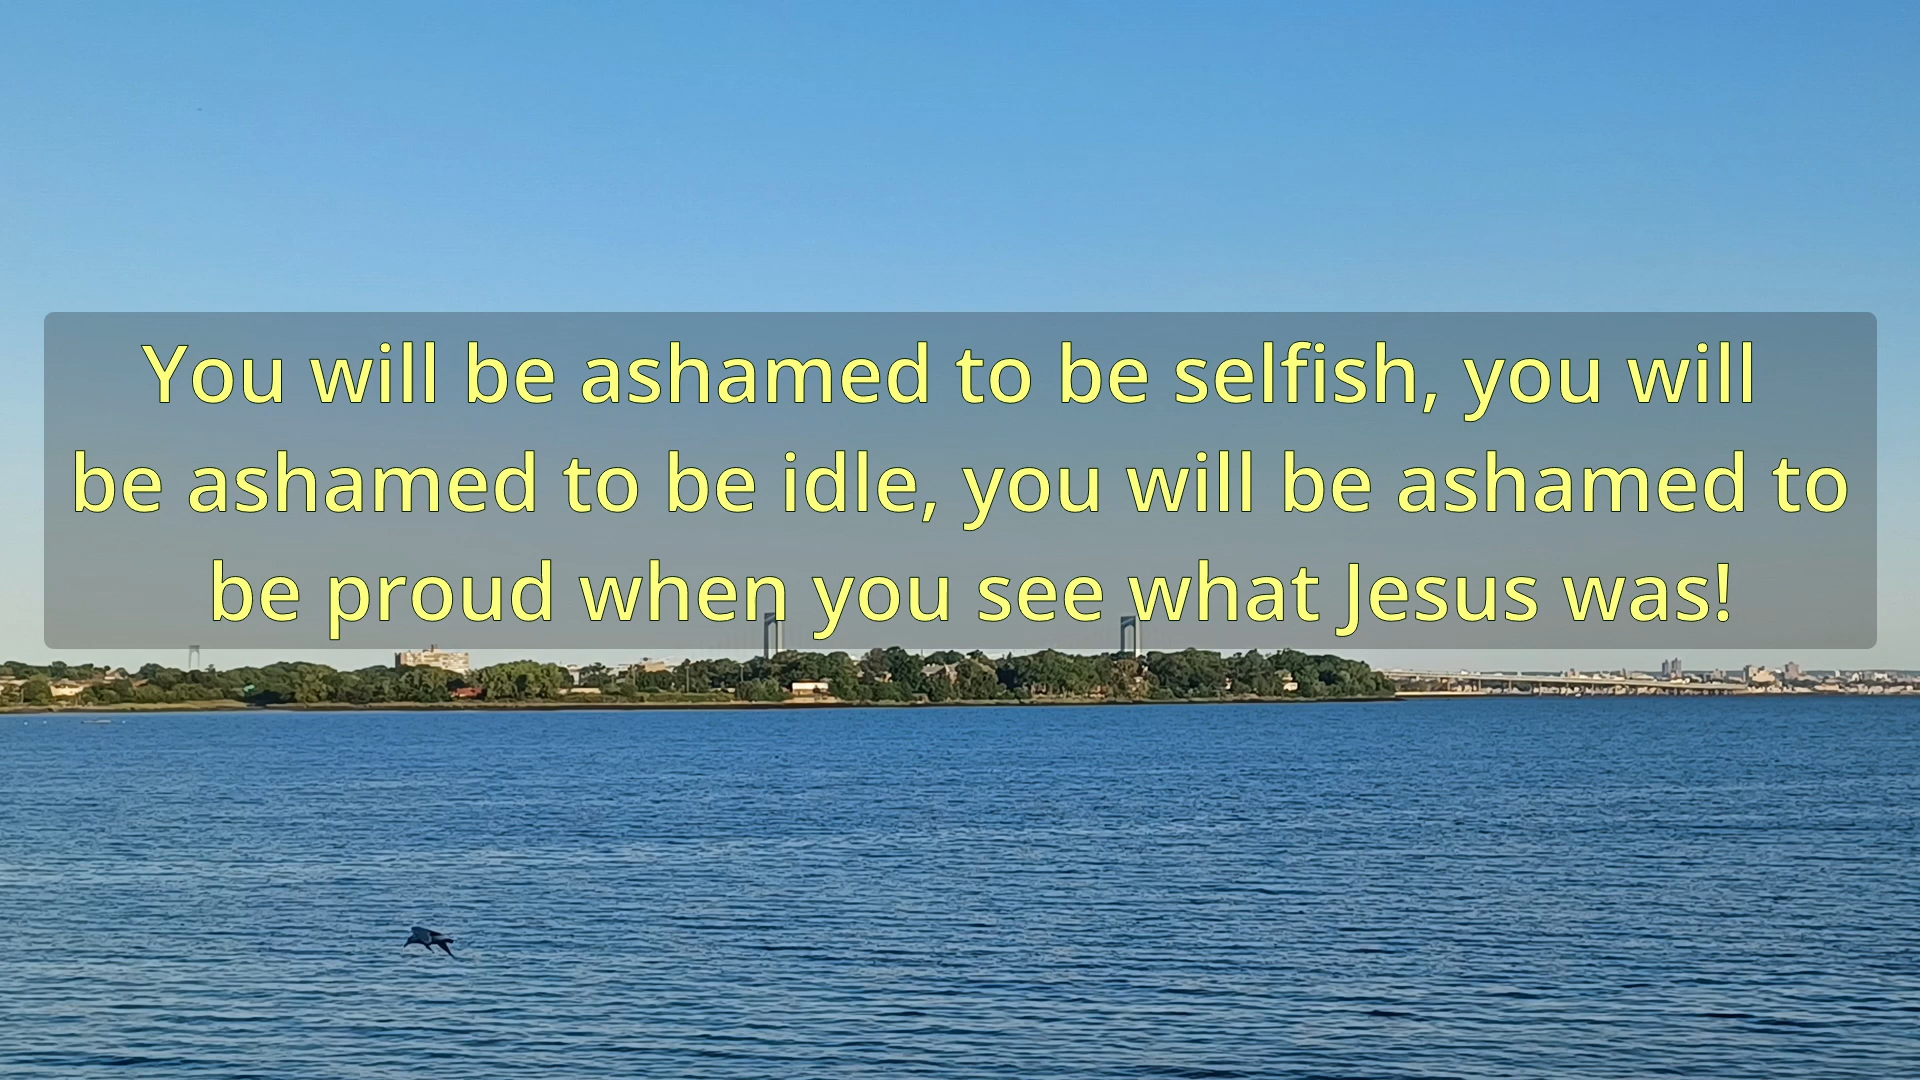 You will be ashamed to be selfish, you will
be ashamed to be idle, you will be ashamed to
be proud when you see what Jesus was!